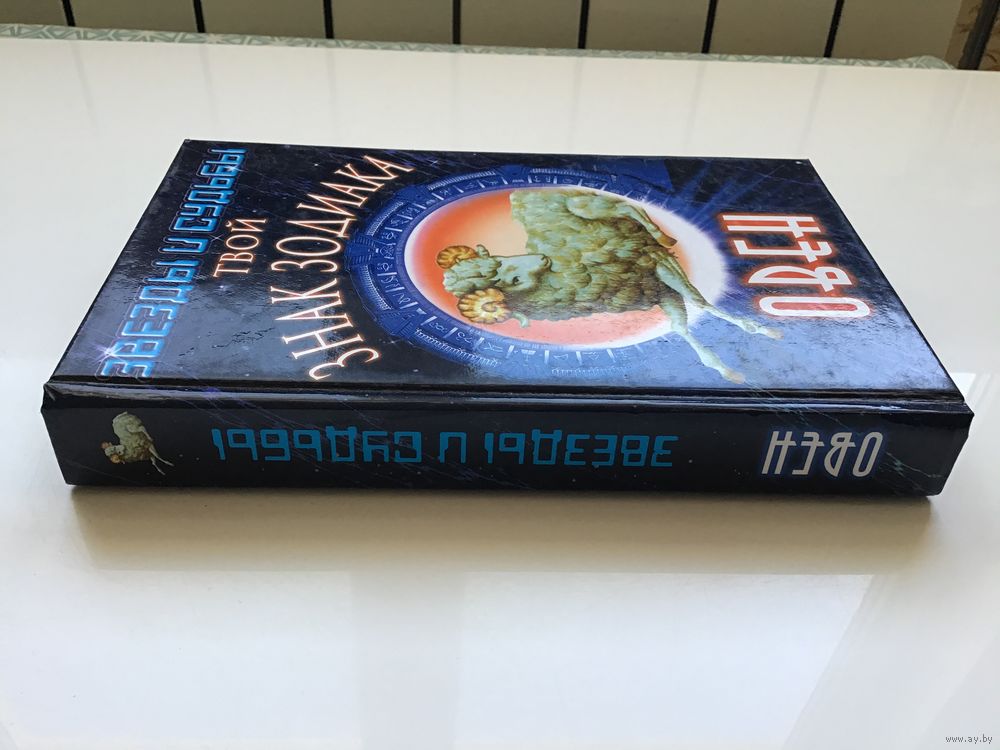 ЗВЕЗДЫ И СУДЬБЫ
ТВОЙ
ЗНАК ЗОДИАКА
ОВЕН
ЗВЕЗДЫ И СУДЬБЫ
ОВЕН
www.ay.by